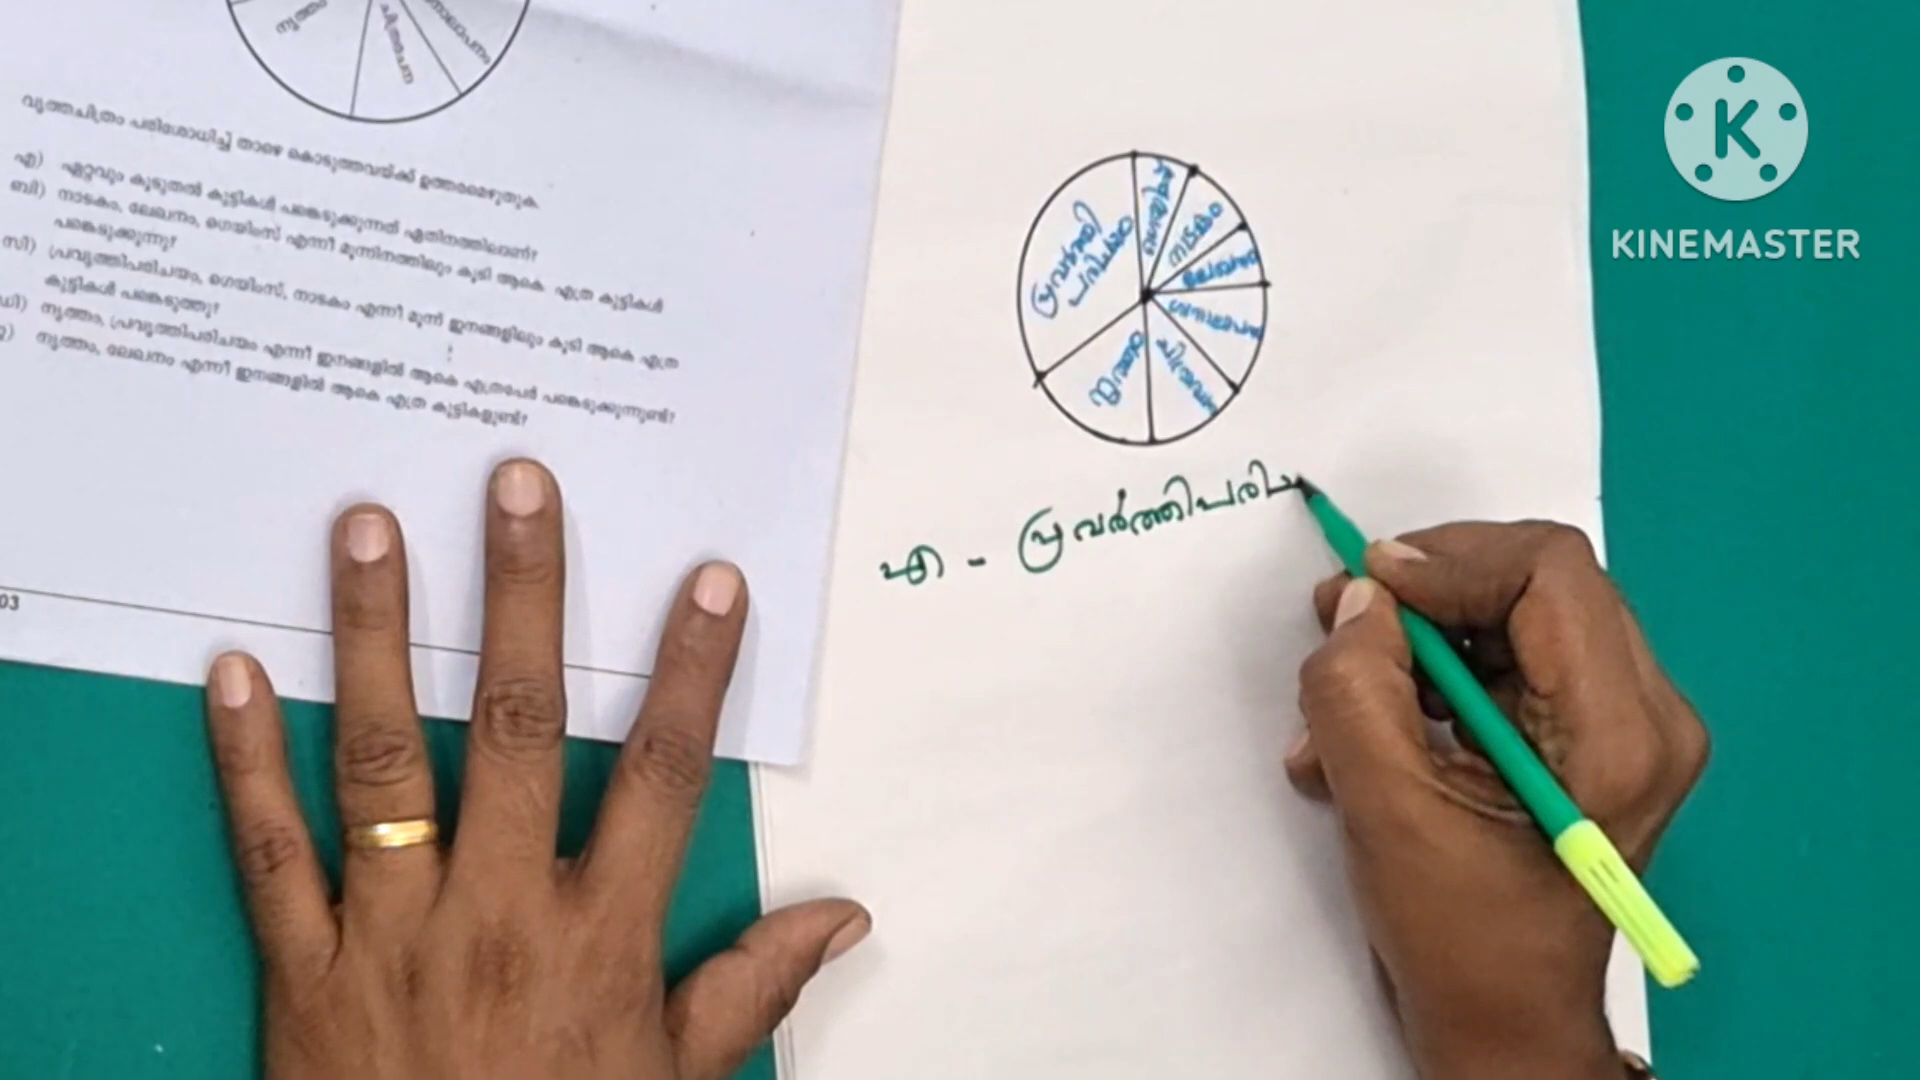 നൃത്തം
ചിത്രരചന
വൃത്തചിത്രം പരിശോധിച്ച് താഴെ കൊടുത്തവയ്ക്ക് ഉത്തരമെഴുതുക.
എ) ഏറ്റവും കൂടുതൽ കുട്ടികൾ പങ്കെടുക്കുന്നത് ഏതിനത്തിലാണ്?
ബി) നാടകം, ലേഖനം, ഗെയിംസ് എന്നീ മൂന്നിനത്തിലും കൂടി ആകെ എത്ര കുട്ടികൾ
പങ്കെടുക്കുന്നു?
സി) പ്രവൃത്തിപരിചയം, ഗെയിംസ്, നാടകം എന്നീ മൂന്ന് ഇനങ്ങളിലും കൂടി ആകെ എത്ര
കുട്ടികൾ പങ്കെടുത്തു?
ഡി) നൃത്തം, പ്രവൃത്തിപരിചയം എന്നീ ഇനങ്ങളിൽ ആകെ എത്രപേർ പങ്കെടുക്കുന്നുണ്ട്?
നൃത്തം, ലേഖനം എന്നീ ഇനങ്ങളിൽ ആകെ എത്ര കുട്ടികളുണ്ട്?
03
പ്രവർത്തി
പരിചയം
നാടകം
ലേഖനം
നൃത്തം
എ - പ്രവർത്തിപരിച
K
KINEMASTER